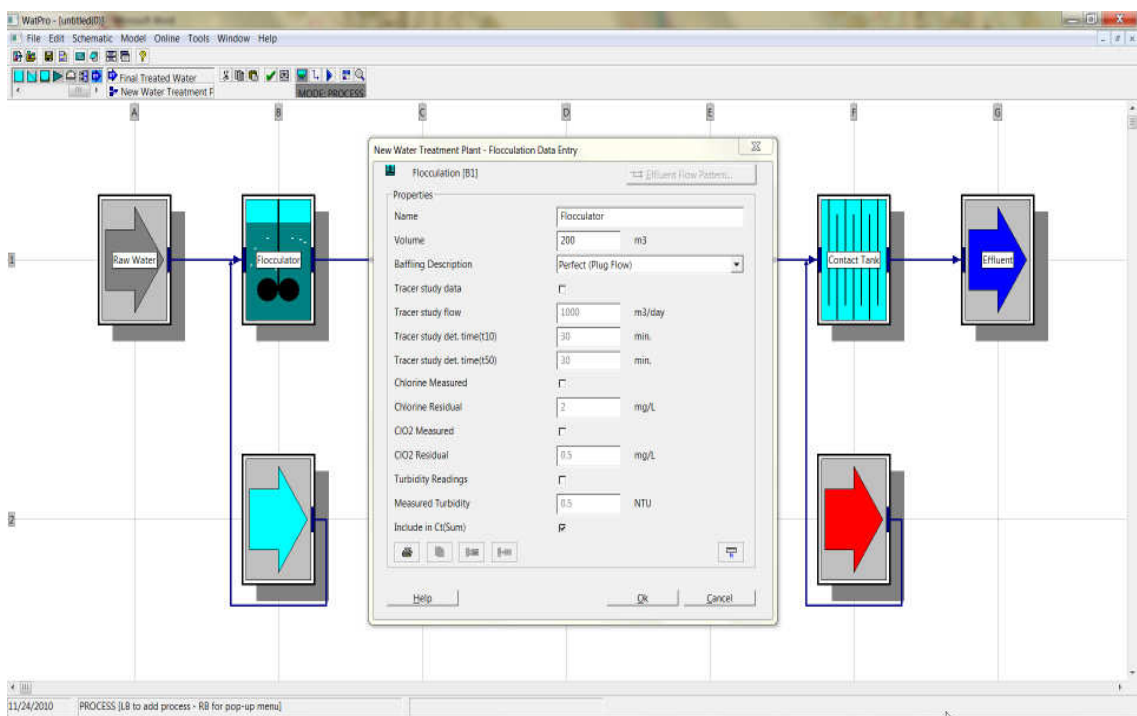 WatPro - [untitled(0)]
File Edit Schematic Model Online Tools Window Help
Final Treated Water
New Water Treatment P
MODE: PROCESS
A B C D E F G
New Water Treatment Plant - Flocculation Data Entry
Flocculation [B1]
Effluent Flow Pattern...
Properties
Name Flocculator
Volume 200 m3
Baffling Description Perfect (Plug Flow)
Tracer study data
Tracer study flow 1000 m3/day
Tracer study det. time(t10) 30 min.
Tracer study det. time(t50) 30 min.
Chlorine Measured
Chlorine Residual 2 mg/L
ClO2 Measured
ClO2 Residual 0.5 mg/L
Turbidity Readings
Measured Turbidity 0.5 NTU
Include in Ct(Sum)
Help Ok Cancel
1 Raw Water Flocculator Contact Tank Effluent
2
11/24/2010 PROCESS [LB to add process - RB for pop-up menu]